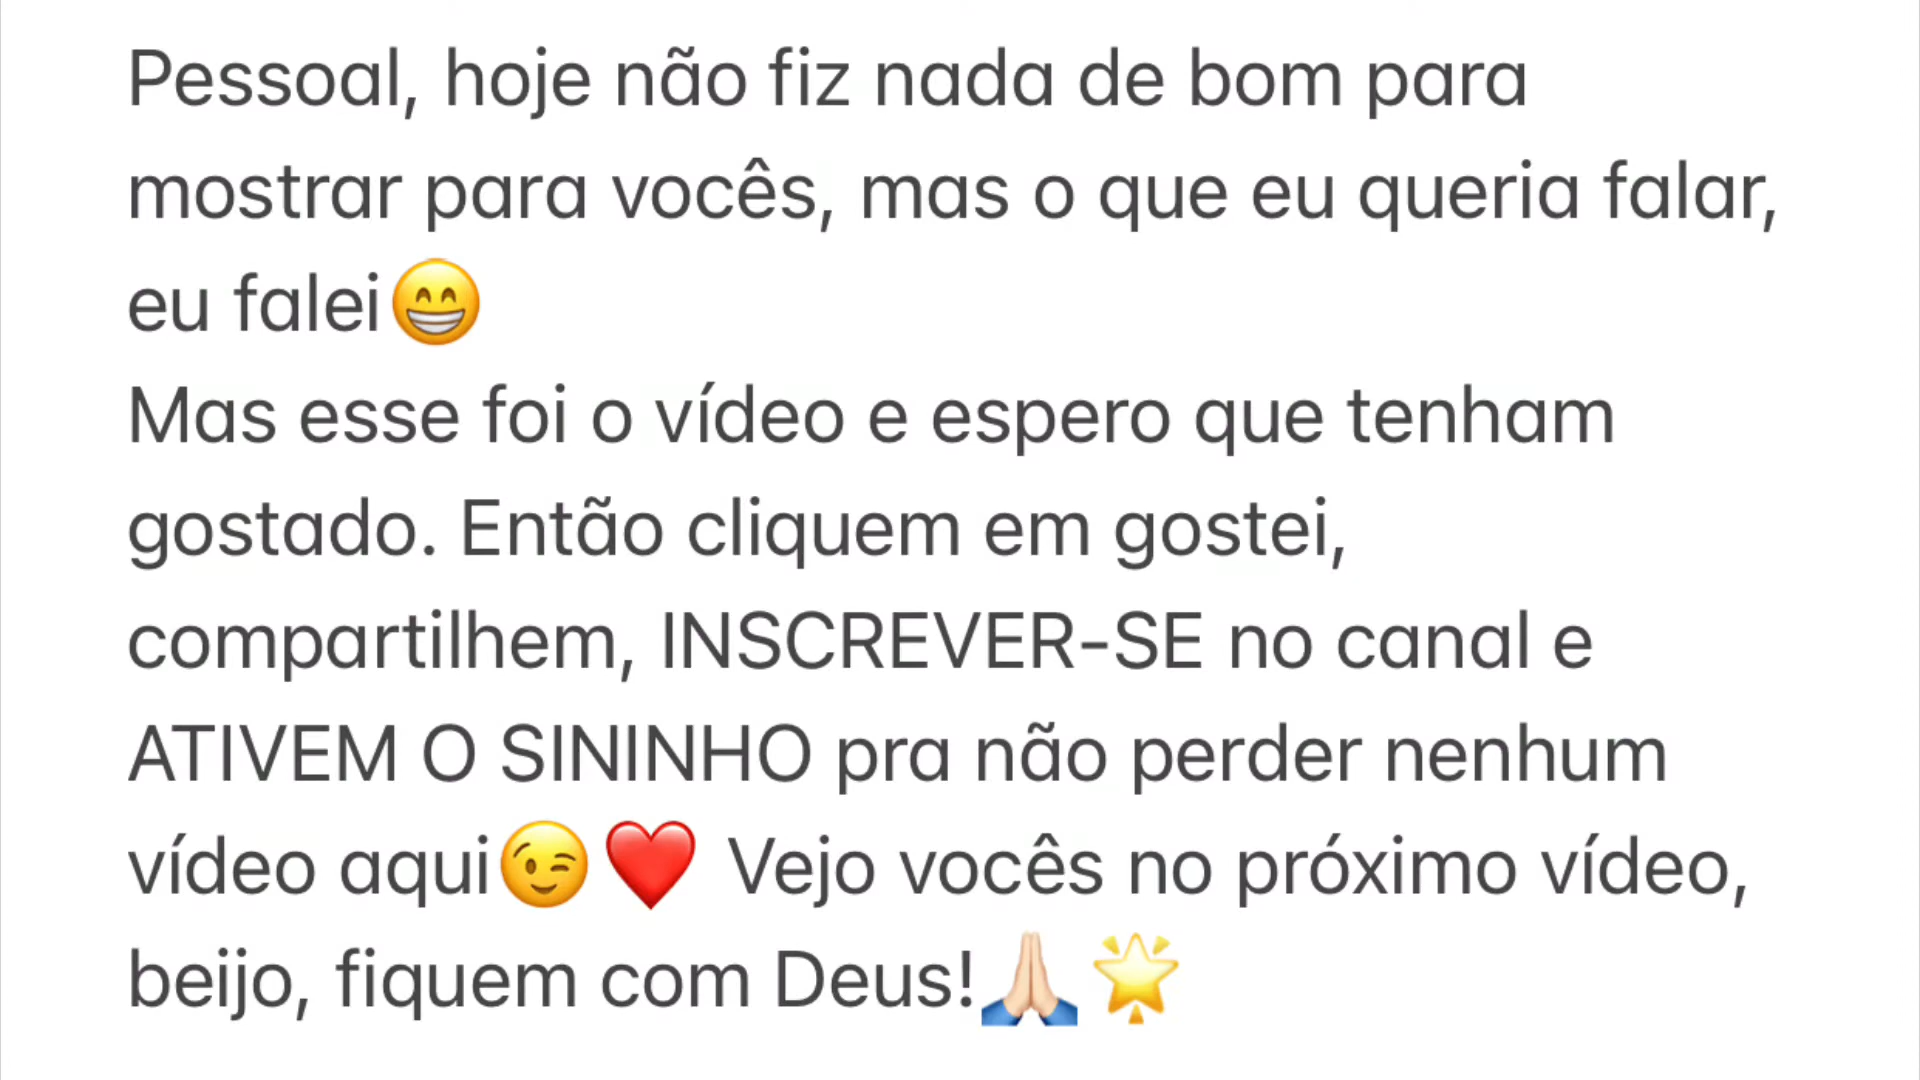 Pessoal, hoje não fiz nada de bom para
mostrar para vocês, mas o que eu queria falar,
eu falei😁
Mas esse foi o vídeo e espero que tenham
gostado. Então cliquem em gostei,
compartilhem, INSCREVER-SE no canal e
ATIVEM O SININHO pra não perder nenhum
vídeo aqui😉❤️ Vejo vocês no próximo vídeo,
beijo, fiquem com Deus!🙏🏻🌟